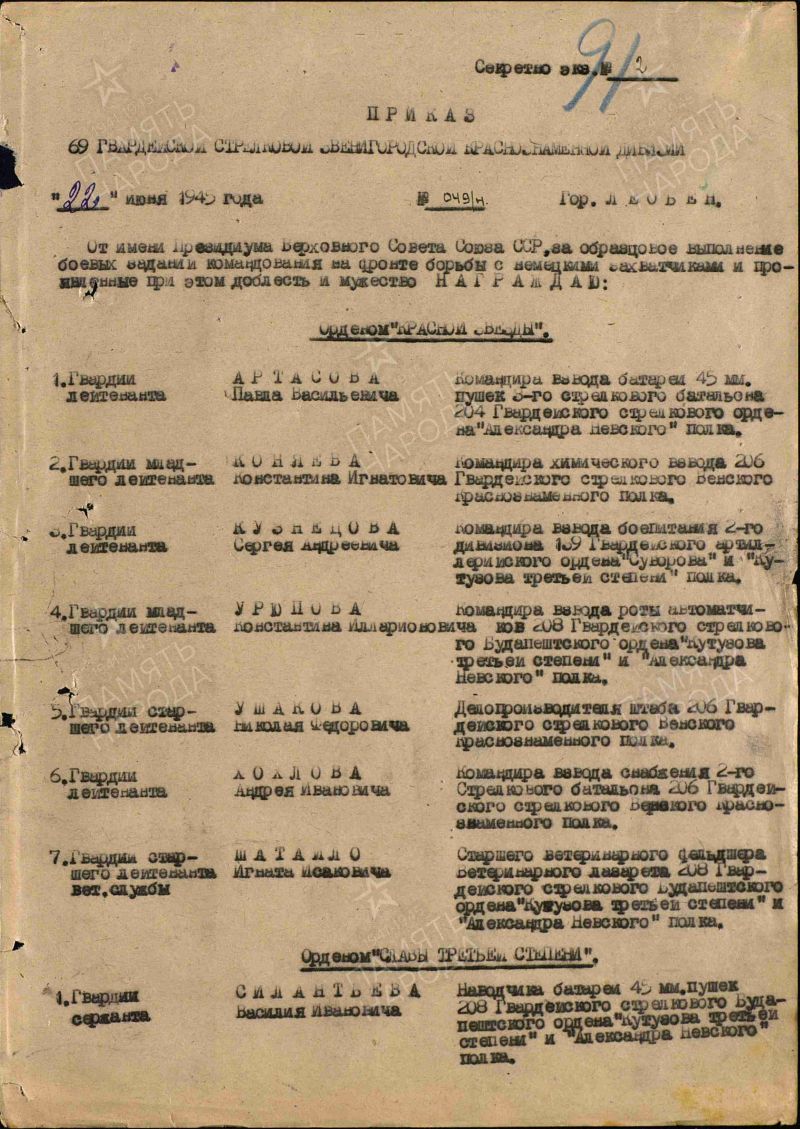 Секретно экз.№ 2
91
ПРИКАЗ
69 ГВАРДЕЙСКОЙ СТРЕЛКОВОЙ ЗВЕНИГОРОДСКОЙ КРАСНОЗНАМЕННОЙ ДИВИЗИИ
"22" июня 1945 года № 049/н. Гор. ЛЕОБЕН.
От имени Президиума Верховного Совета Союза ССР, за образцовое выполнение
боевых заданий командования на фронте борьбы с немецкими захватчиками и про-
явленные при этом доблесть и мужество НАГРАЖДАЮ:
Орденом "КРАСНОЙ ЗВЕЗДЫ".
1. Гвардии АРТАСОВА Командира взвода батареи 45 мм.
лейтенанта Павла Васильевича пушек 3-го стрелкового батальона
204 Гвардейского стрелкового орде-
на "Александра Невского" полка.
2. Гвардии млад- КОНЯЕВА Командира химического взвода 206
шего лейтенанта Константина Игнатовича Гвардейского стрелкового Венского
Краснознаменного полка.
3. Гвардии КУЗНЕЦОВА Командира взвода боепитания 2-го
лейтенанта Сергея Андреевича дивизиона 139 Гвардейского артил-
лерийского ордена "Суворова" и "Ку-
тузова третьей степени" полка.
4. Гвардии млад- УРЮПОВА Командира взвода роты автоматчи-
шего лейтенанта Константина Илларионовича ков 208 Гвардейского стрелково-
го Будапештского ордена "Кутузова
третьей степени" и "Александра
Невского" полка.
5. Гвардии стар- УШАКОВА Делопроизводителя штаба 206 Гвар-
шего лейтенанта Николая Федоровича дейского стрелкового Венского
Краснознаменного полка.
6. Гвардии ХОХЛОВА Командира взвода снабжения 2-го
лейтенанта Андрея Ивановича Стрелкового батальона 206 Гвардей-
ского стрелкового Венского Красно-
знаменного полка.
7. Гвардии стар- ШАТАЙЛО Старшего ветеринарного фельдшера
шего лейтенанта Игната Исаковича Ветеринарного лазарета 208 Гвар-
вет. службы дейского стрелкового Будапештского
ордена "Кутузова третьей степени" и
"Александра Невского" полка.
Орденом "СЛАВЫ ТРЕТЬЕЙ СТЕПЕНИ".
1. Гвардии СИЛАНТЬЕВА Наводчика батареи 45 мм. пушек
сержанта Василия Ивановича 208 Гвардейского стрелкового Буда-
пештского ордена "Кутузова третьей
степени" и "Александра Невского"
полка.
ПАМЯТЬ НАРОДА